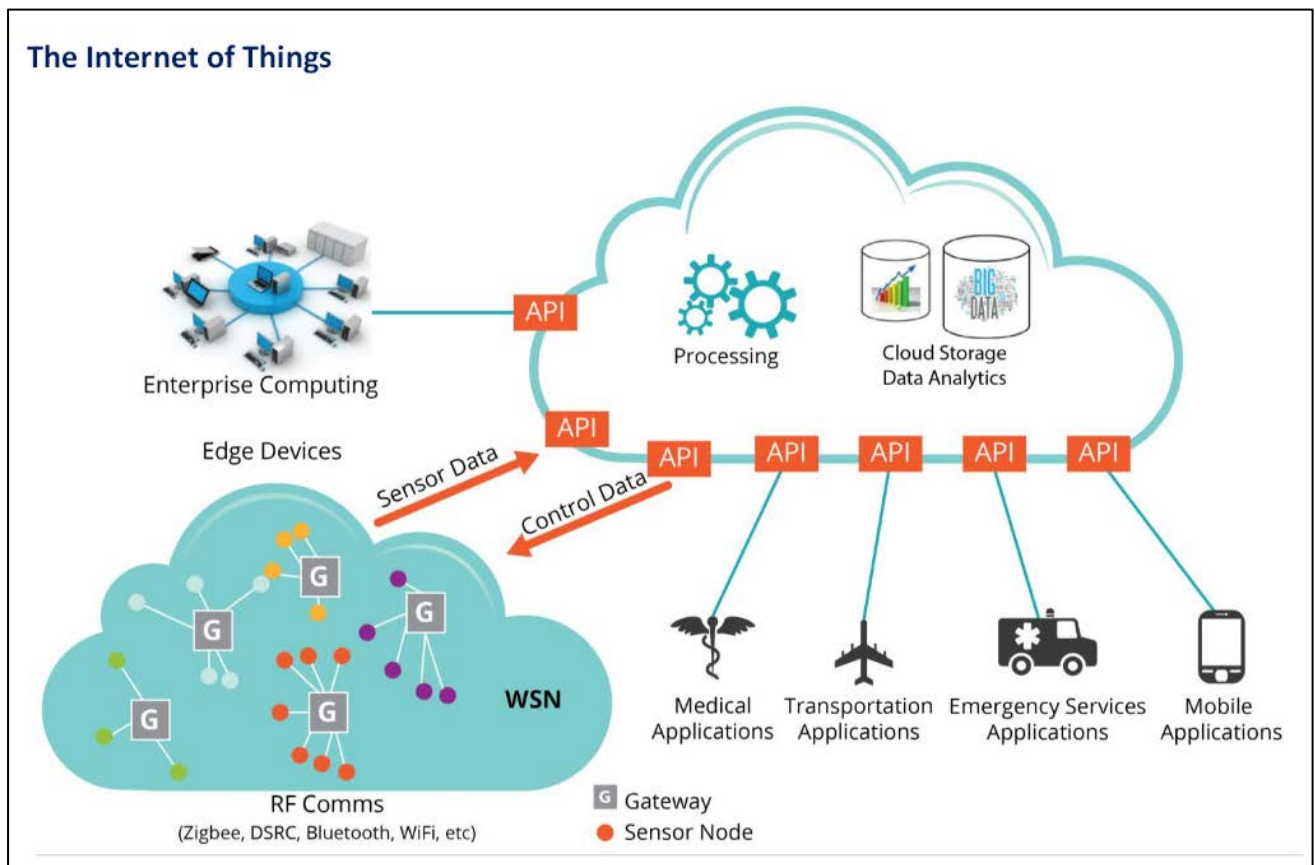 The Internet of Things
BIG
DATA
Processing
Cloud Storage
Data Analytics
API
Enterprise Computing
API
API
API
API
API
API
Edge Devices
Sensor Data
Control Data
G
G
G
G
G
WSN
Medical
Applications
Transportation
Applications
Emergency Services
Applications
Mobile
Applications
RF Comms
(Zigbee, DSRC, Bluetooth, WiFi, etc)
G Gateway
Sensor Node